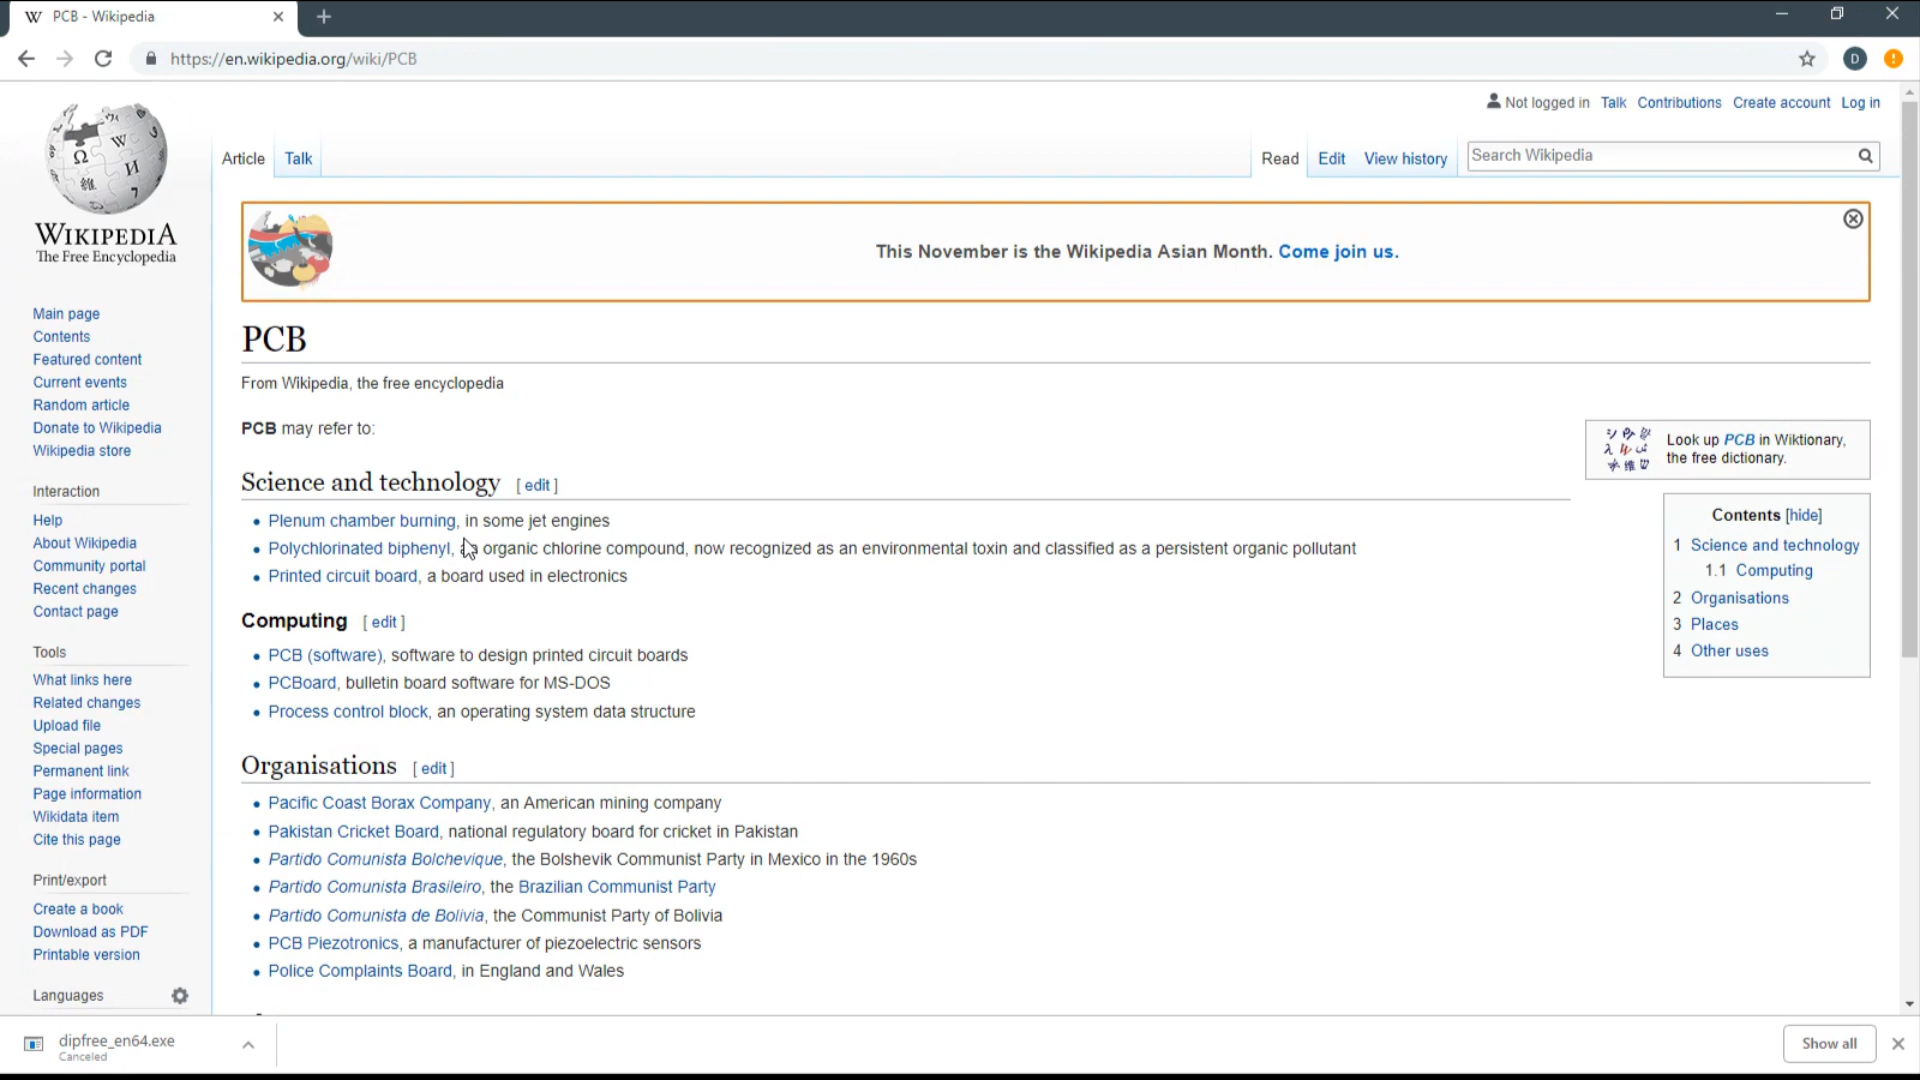 PCB - Wikipedia
https://en.wikipedia.org/wiki/PCB
D
Not logged in Talk Contributions Create account Log in
Article Talk Read Edit View history Search Wikipedia
WIKIPEDIA
The Free Encyclopedia
This November is the Wikipedia Asian Month. Come join us.
Main page
Contents
Featured content
Current events
Random article
Donate to Wikipedia
Wikipedia store
Interaction
Help
About Wikipedia
Community portal
Recent changes
Contact page
Tools
What links here
Related changes
Upload file
Special pages
Permanent link
Page information
Wikidata item
Cite this page
Print/export
Create a book
Download as PDF
Printable version
Languages
PCB
From Wikipedia, the free encyclopedia
PCB may refer to:
Science and technology [ edit ]
Plenum chamber burning, in some jet engines
Polychlorinated biphenyl, organic chlorine compound, now recognized as an environmental toxin and classified as a persistent organic pollutant
Printed circuit board, a board used in electronics
Computing [ edit ]
PCB (software), software to design printed circuit boards
PCBoard, bulletin board software for MS-DOS
Process control block, an operating system data structure
Organisations [ edit ]
Pacific Coast Borax Company, an American mining company
Pakistan Cricket Board, national regulatory board for cricket in Pakistan
Partido Comunista Bolchevique, the Bolshevik Communist Party in Mexico in the 1960s
Partido Comunista Brasileiro, the Brazilian Communist Party
Partido Comunista de Bolivia, the Communist Party of Bolivia
PCB Piezotronics, a manufacturer of piezoelectric sensors
Police Complaints Board, in England and Wales
Look up PCB in Wiktionary,
the free dictionary.
Contents [hide]
1 Science and technology
1.1 Computing
2 Organisations
3 Places
4 Other uses
dipfree_en64.exe
Canceled
Show all